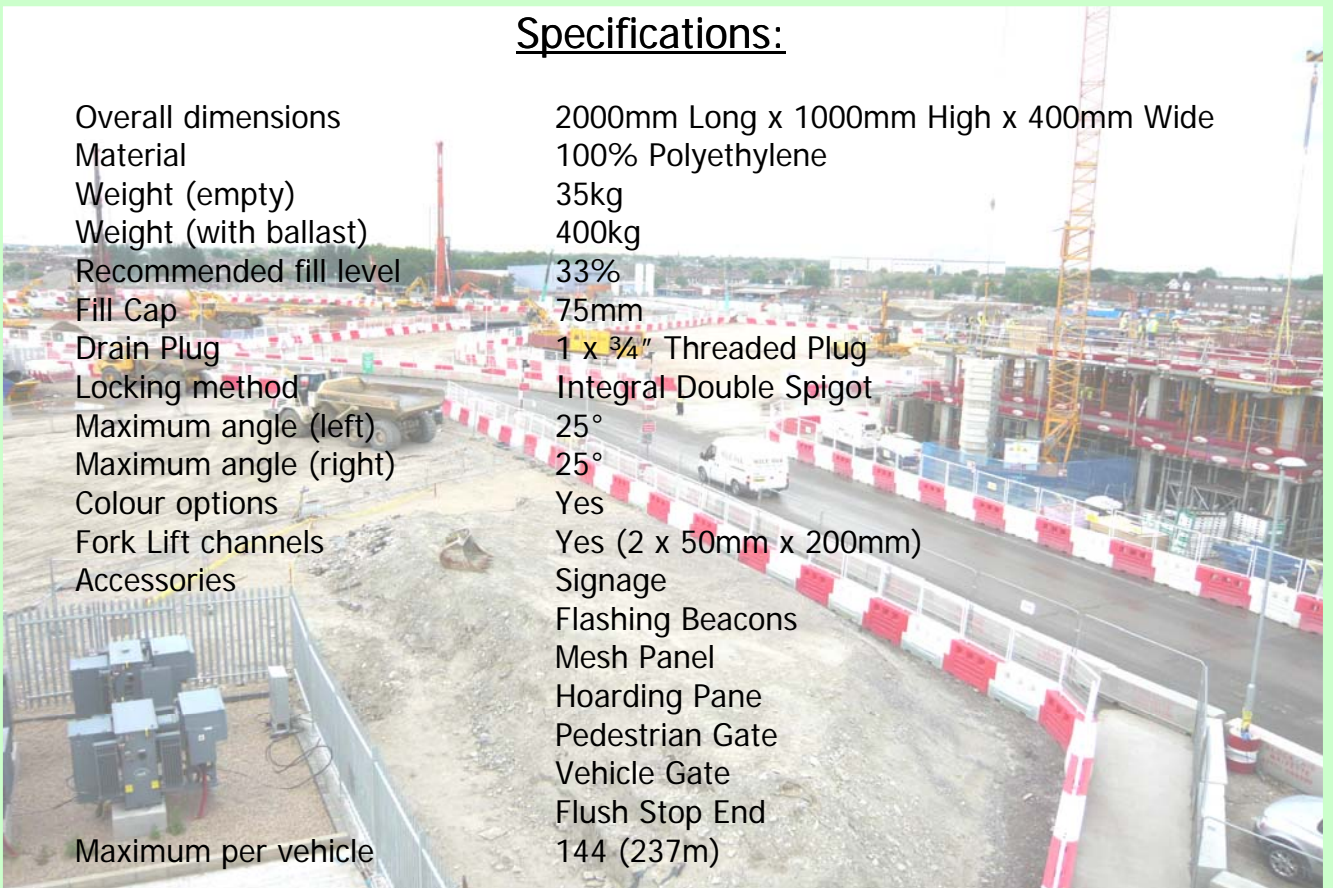 Specifications:
Overall dimensions 2000mm Long x 1000mm High x 400mm Wide
Material 100% Polyethylene
Weight (empty) 35kg
Weight (with ballast) 400kg
Recommended fill level 33%
Fill Cap 75mm
Drain Plug 1 x ¾" Threaded Plug
Locking method Integral Double Spigot
Maximum angle (left) 25°
Maximum angle (right) 25°
Colour options Yes
Fork Lift channels Yes (2 x 50mm x 200mm)
Accessories Signage
Flashing Beacons
Mesh Panel
Hoarding Pane
Pedestrian Gate
Vehicle Gate
Flush Stop End
Maximum per vehicle 144 (237m)